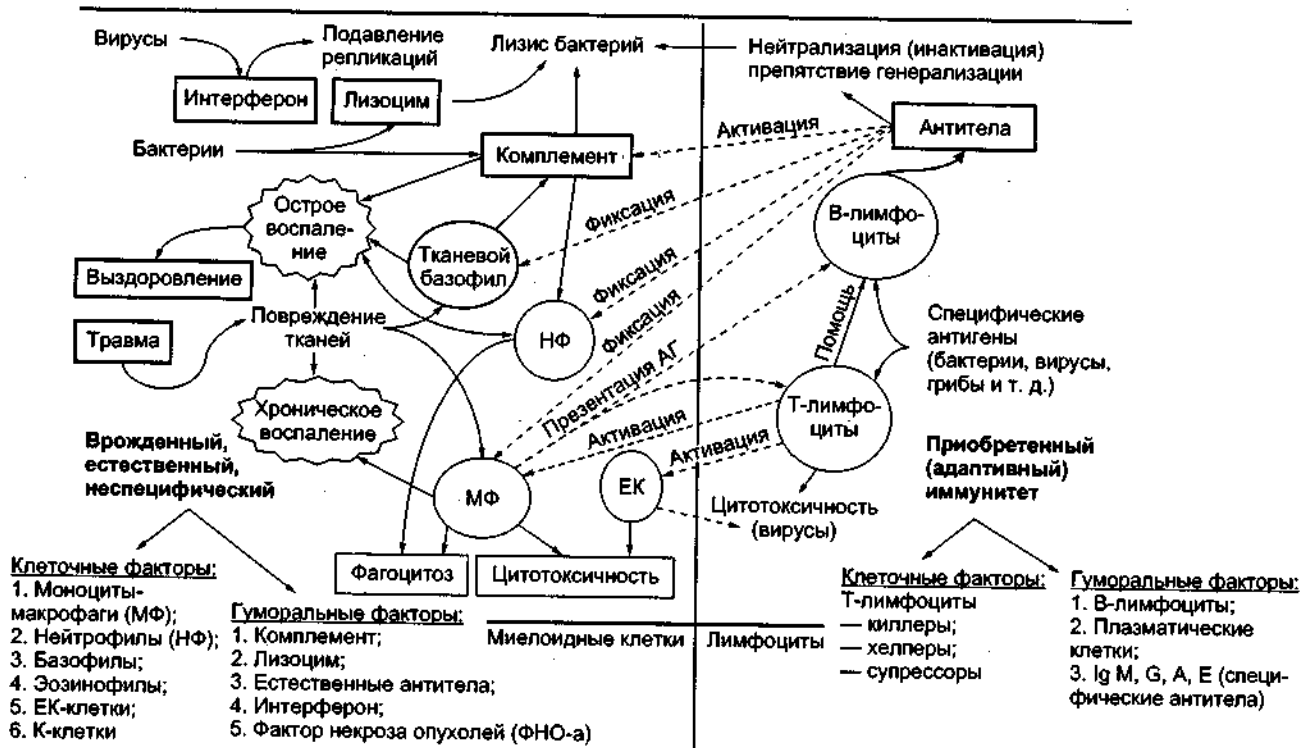 Вирусы
Подавление
репликаций
Лизис бактерий
Нейтрализация (инактивация)
препятствие генерализации
Интерферон
Лизоцим
Активация
Антитела
Бактерии
Комплемент
Острое
воспале-
ние
Фиксация
В-лимфо-
циты
Тканевой
базофил
Выздоровление
Фиксация
Фиксация
Повреждение
тканей
Травма
НФ
Помощь
Специфические
антигены
(бактерии, вирусы,
грибы и т. д.)
Презентация АГ
Хроническое
воспаление
Т-лимфо-
циты
Активация
Активация
Врожденный,
естественный,
неспецифический
Приобретенный
(адаптивный)
иммунитет
МФ
ЕК
Цитотоксичность
(вирусы)
Фагоцитоз
Цитотоксичность
Клеточные факторы:
1. Моноциты-
макрофаги (МФ);
2. Нейтрофилы (НФ);
3. Базофилы;
4. Эозинофилы;
5. ЕК-клетки;
6. К-клетки
Гуморальные факторы:
1. Комплемент;
2. Лизоцим;
3. Естественные антитела;
4. Интерферон;
5. Фактор некроза опухолей (ФНО-а)
Миелоидные клетки
Лимфоциты
Клеточные факторы:
Т-лимфоциты
— киллеры;
— хелперы;
— супрессоры
Гуморальные факторы:
1. В-лимфоциты;
2. Плазматические
клетки;
3. Ig M, G, A, E (специ-
фические антитела)